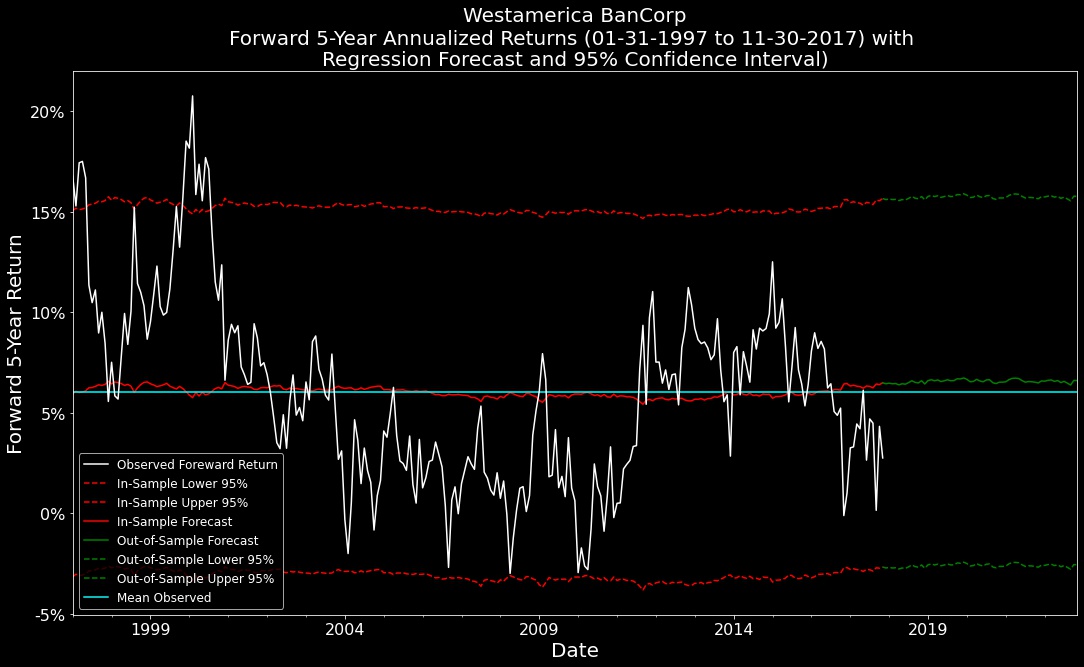 Westamerica BanCorp
Forward 5-Year Annualized Returns (01-31-1997 to 11-30-2017) with
Regression Forecast and 95% Confidence Interval)
Forward 5-Year Return
20%
15%
10%
5%
0%
-5%
Observed Foreward Return
In-Sample Lower 95%
In-Sample Upper 95%
In-Sample Forecast
Out-of-Sample Forecast
Out-of-Sample Lower 95%
Out-of-Sample Upper 95%
Mean Observed
1999 2004 2009 2014 2019
Date